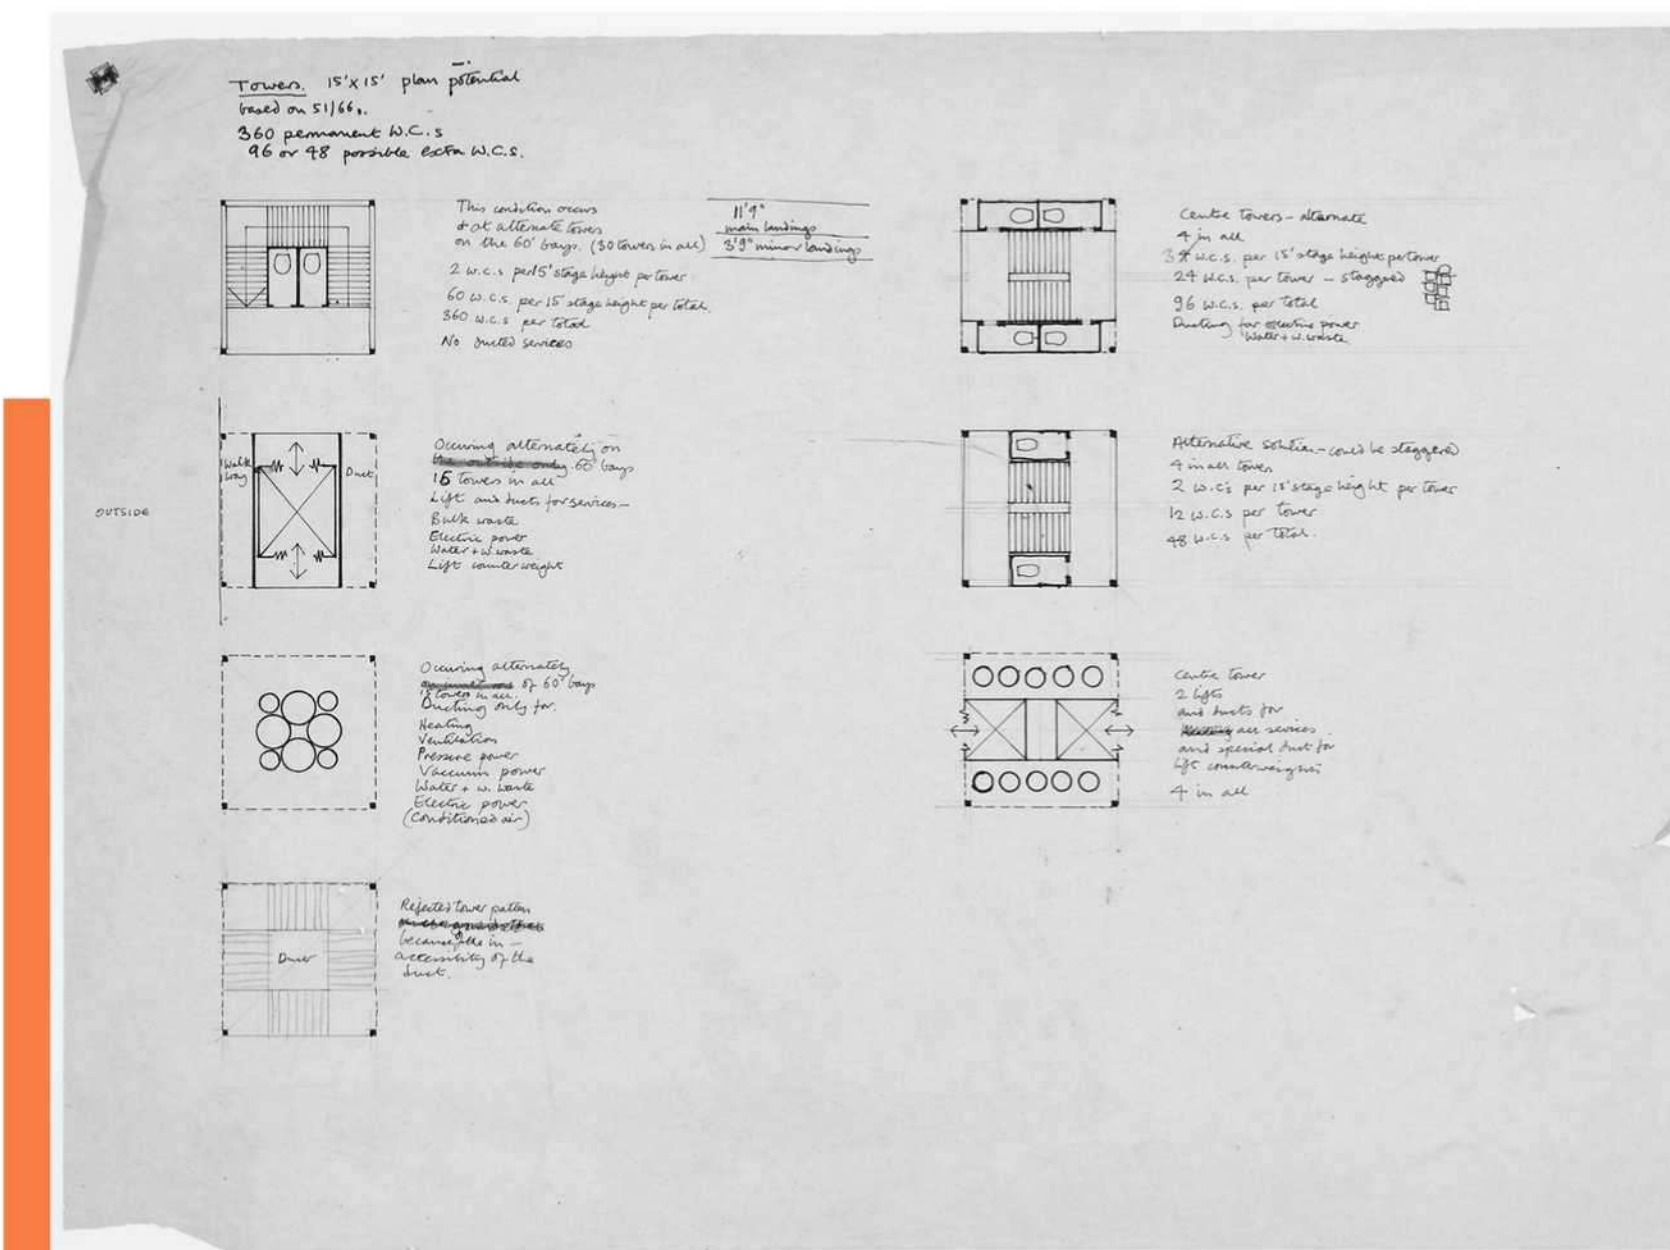 Towers. 15'x15' plan potential
based on 51/66.
360 permanent W.C.s
96 or 48 possible extra W.C.s.
This condition occurs
at alternate towers
on the 60' bays. (30 towers in all)
2 w.c.s per 15' stage height per tower
60 w.c.s. per 15 stage height per total.
360 w.c.s per total
No ducted services
11'9"
main landings
3'9" minor landings
Centre towers - alternate
4 in all
w.c.s. per 15' stage height per tower
24 w.c.s. per tower - staggered
96 w.c.s. per total
Ducting for electric power
Water + w. waste
OUTSIDE
Walk
way
Duct
Occuring alternately on
60' bays
15 towers in all
Lift and ducts for services -
Bulk waste
Electric power
Water + w. waste
Lift counterweight
Alternative solution - could be staggered
4 in all towers
2 w.c.s per 15' stage height per tower
12 w.c.s per tower
48 w.c.s per total.
Occuring alternately
of 60' bays
15 towers in all.
Ducting only for.
Heating
Ventilation
Pressure power
Vacuum power
Water + w. waste
Electric power
(Conditioned air)
Centre tower
2 lifts
and ducts for
all services
and special duct for
lift counterweights
4 in all
Duct
Rejected tower pattern
because of the in-
accessibility of the
duct.